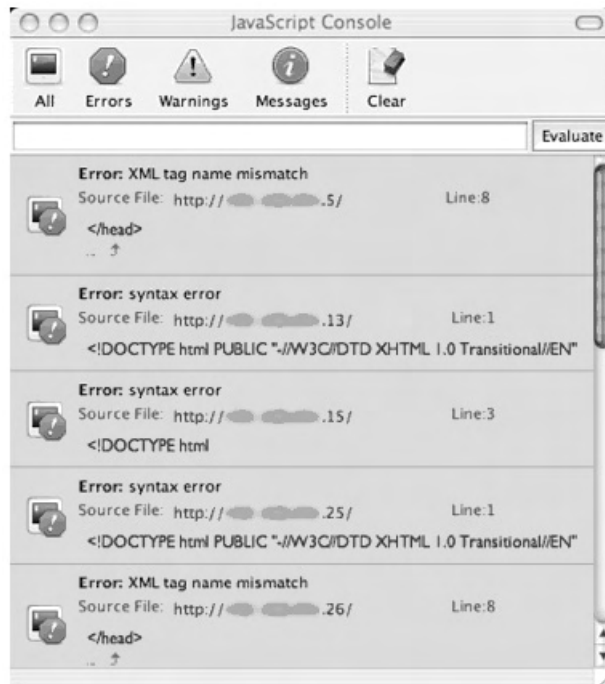 JavaScript Console
All Errors Warnings Messages Clear
Evaluate
Error: XML tag name mismatch
Source File: http:// .5/ Line:8
</head>
Error: syntax error
Source File: http:// .13/ Line:1
<!DOCTYPE html PUBLIC "-//W3C//DTD XHTML 1.0 Transitional//EN"
Error: syntax error
Source File: http:// .15/ Line:3
<!DOCTYPE html
Error: syntax error
Source File: http:// .25/ Line:1
<!DOCTYPE html PUBLIC "-//W3C//DTD XHTML 1.0 Transitional//EN"
Error: XML tag name mismatch
Source File: http:// .26/ Line:8
</head>